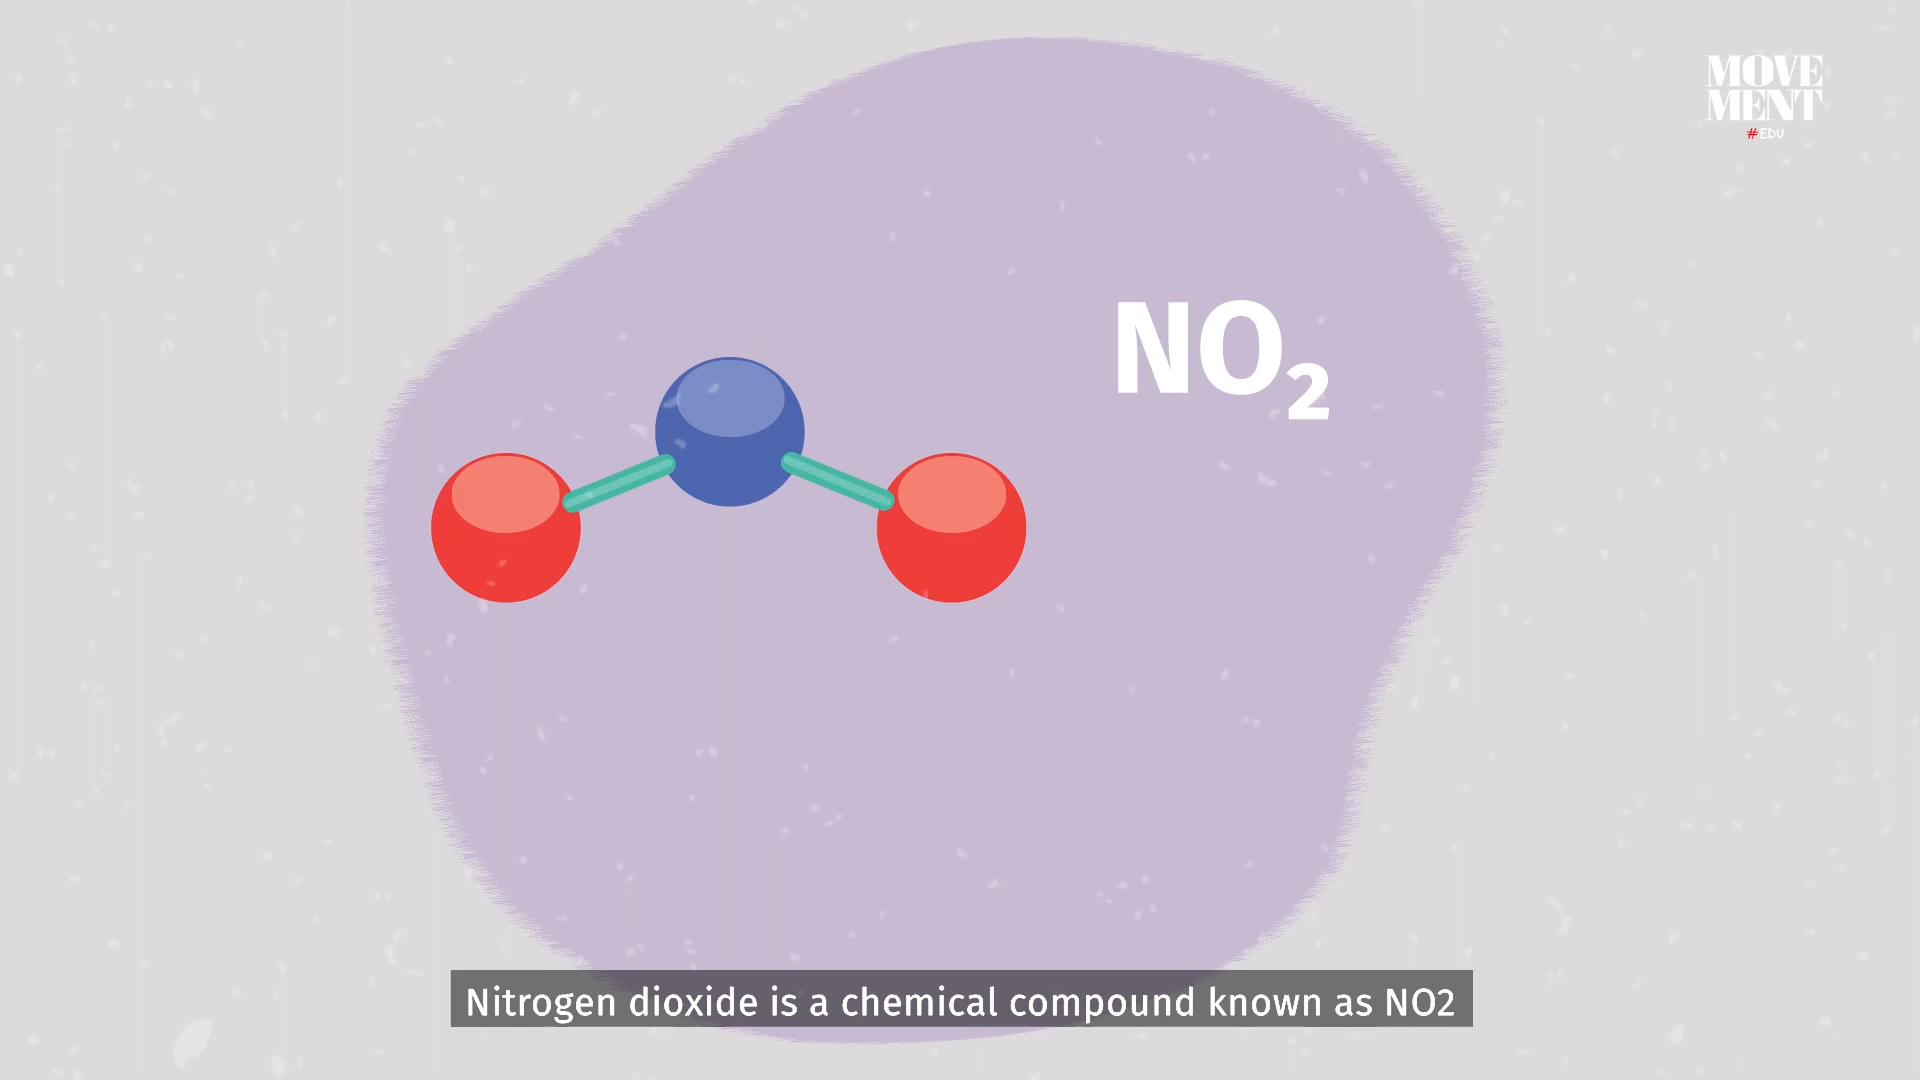 MOVE
MENT
#EDU
NO₂
Nitrogen dioxide is a chemical compound known as NO2